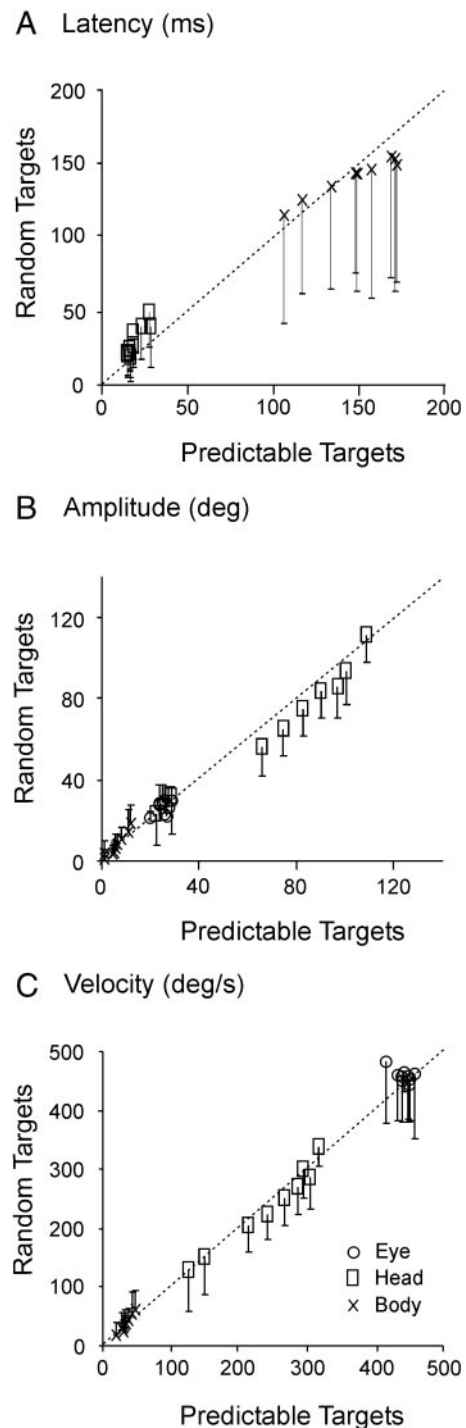 A Latency (ms)
200
150
100
50
0
Random Targets
0 50 100 150 200
Predictable Targets
B Amplitude (deg)
120
80
40
0
Random Targets
0 40 80 120
Predictable Targets
C Velocity (deg/s)
500
400
300
200
100
0
Random Targets
Eye
Head
Body
0 100 200 300 400 500
Predictable Targets